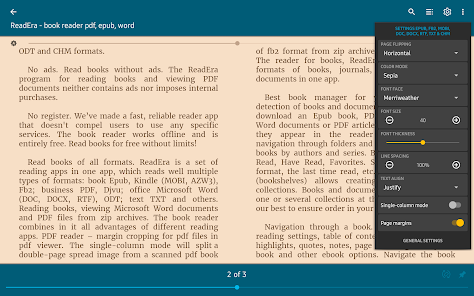 ReadEra - book reader pdf, epub, word
ODT and CHM formats.
No ads. Read books without ads. The ReadEra
program for reading books and viewing PDF
documents neither contains ads nor imposes internal
purchases.
No register. We've made a fast, reliable reader app
that doesn't compel users to use any specific
services. The book reader works offline and is
entirely free. Read books for free without limits!
Read books of all formats. ReadEra is a set of
reading apps in one app, which reads well multiple
types of formats: book Epub, Kindle (MOBI, AZW3),
Fb2; business PDF, Djvu; office Microsoft Word
(DOC, DOCX, RTF), ODT; text TXT and others.
Reading books, viewing Microsoft Word documents
and PDF files from zip archives. The book reader
combines in it all advantages of different reading
apps. PDF reader – margin cropping for pdf files in
pdf viewer. The single-column mode will split a
double-page spread image from a scanned pdf book
of fb2 format from zip archive
The reader for books, ReadEra
formats of books, journals,
documents in one app.
Best book manager for
detection of books and docume
download an Epub book, PD
Word documents or PDF article
they appear in the reader
navigation through folders and
books by authors and series. B
Read, Have Read, Favorites. S
format, the last time read, etc.
(bookshelves) allows creating
collections. Books and docume
one or several collections at th
our best to ensure order in your
Navigation through a book.
reading settings, table of conte
highlights, quotes, notes, page
and other ebook options. Navigate the book
SETTINGS EPUB, FB2, MOBI,
DOC, DOCX, RTF, TXT & CHM
PAGE FLIPPING
Horizontal
COLOR MODE
Sepia
FONT FACE
Merriweather
FONT SIZE
40
FONT THICKNESS
LINE SPACING
100%
TEXT ALIGN
Justify
Single-column mode
Page margins
GENERAL SETTINGS
2 of 3